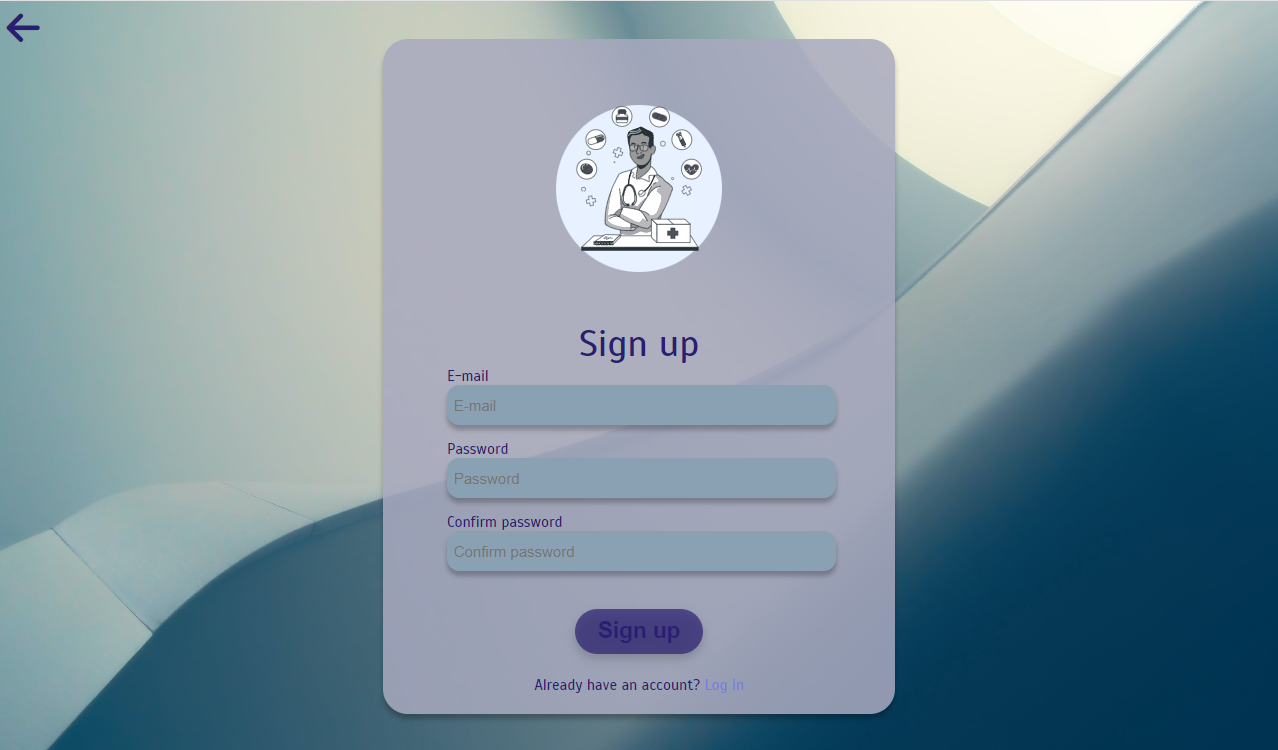 Sign up
E-mail
E-mail
Password
Password
Confirm password
Confirm password
Sign up
Already have an account? Log In